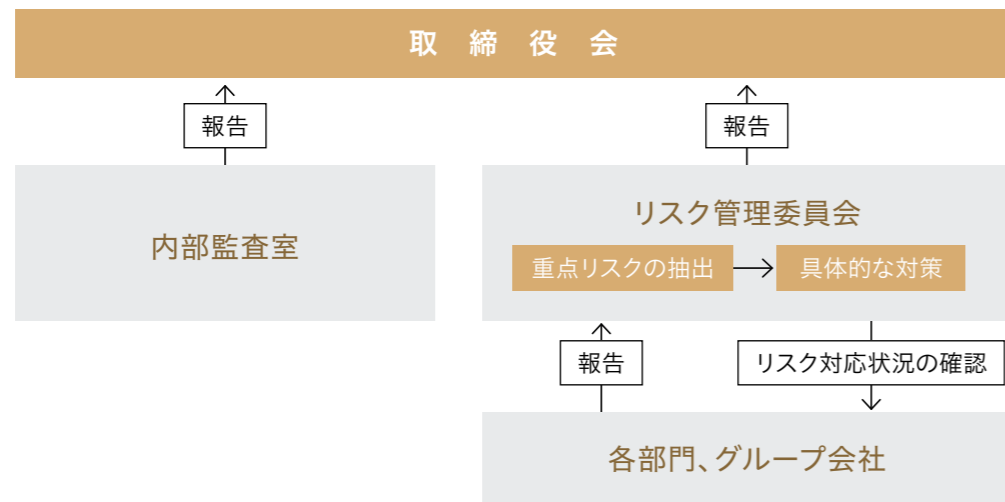 取締役会
報告
報告
内部監査室
リスク管理委員会
重点リスクの抽出
具体的な対策
報告
リスク対応状況の確認
各部門、グループ会社